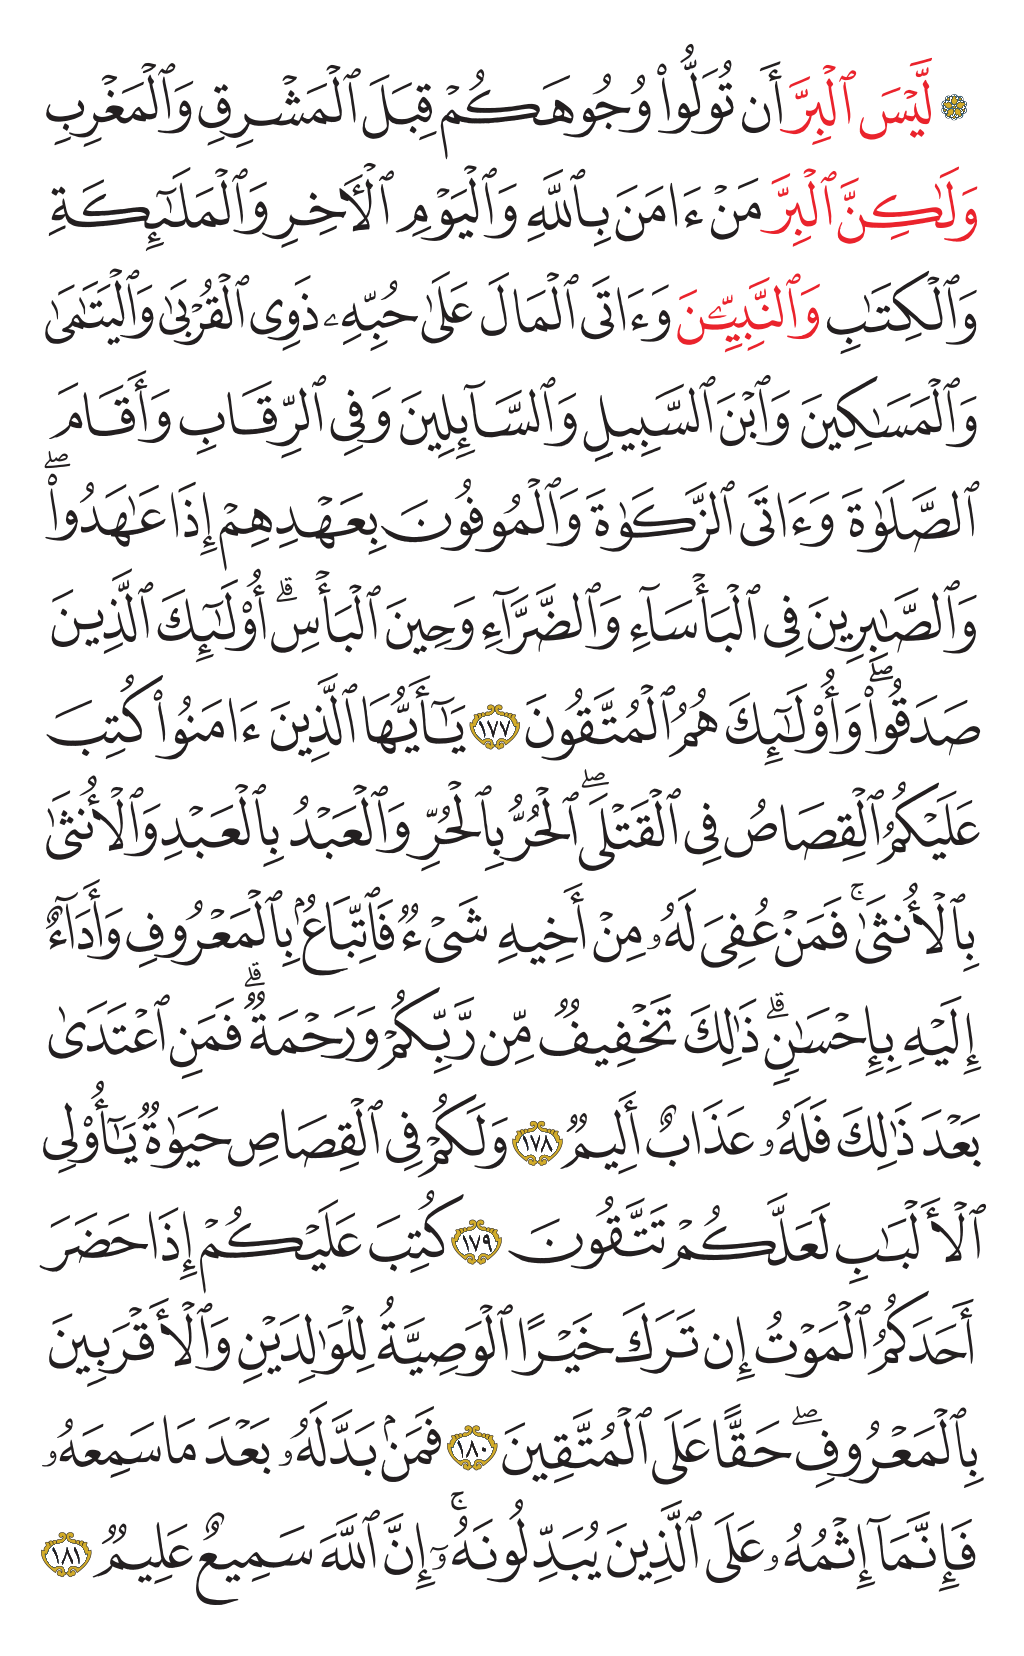 ۞ لَّيْسَ ٱلْبِرَّ أَن تُوَلُّوا۟ وُجُوهَكُمْ قِبَلَ ٱلْمَشْرِقِ وَٱلْمَغْرِبِ
وَلَٰكِنَّ ٱلْبِرَّ مَنْ ءَامَنَ بِٱللَّهِ وَٱلْيَوْمِ ٱلْأَخِرِ وَٱلْمَلَٰٓئِكَةِ
وَٱلْكِتَٰبِ وَٱلنَّبِيِّـۧنَ وَءَاتَى ٱلْمَالَ عَلَىٰ حُبِّهِۦ ذَوِى ٱلْقُرْبَىٰ وَٱلْيَتَٰمَىٰ
وَٱلْمَسَٰكِينَ وَٱبْنَ ٱلسَّبِيلِ وَٱلسَّآئِلِينَ وَفِى ٱلرِّقَابِ وَأَقَامَ
ٱلصَّلَوٰةَ وَءَاتَى ٱلزَّكَوٰةَ وَٱلْمُوفُونَ بِعَهْدِهِمْ إِذَا عَٰهَدُوا۟ۖ
وَٱلصَّٰبِرِينَ فِى ٱلْبَأْسَآءِ وَٱلضَّرَّآءِ وَحِينَ ٱلْبَأْسِۗ أُو۟لَٰٓئِكَ ٱلَّذِينَ
صَدَقُوا۟ۖ وَأُو۟لَٰٓئِكَ هُمُ ٱلْمُتَّقُونَ ١٧٧ يَٰٓأَيُّهَا ٱلَّذِينَ ءَامَنُوا۟ كُتِبَ
عَلَيْكُمُ ٱلْقِصَاصُ فِى ٱلْقَتْلَىۖ ٱلْحُرُّ بِٱلْحُرِّ وَٱلْعَبْدُ بِٱلْعَبْدِ وَٱلْأُنثَىٰ
بِٱلْأُنثَىٰۚ فَمَنْ عُفِىَ لَهُۥ مِنْ أَخِيهِ شَىْءٌ فَٱتِّبَاعٌۢ بِٱلْمَعْرُوفِ وَأَدَآءٌ
إِلَيْهِ بِإِحْسَٰنٍۗ ذَٰلِكَ تَخْفِيفٌ مِّن رَّبِّكُمْ وَرَحْمَةٌۗ فَمَنِ ٱعْتَدَىٰ
بَعْدَ ذَٰلِكَ فَلَهُۥ عَذَابٌ أَلِيمٌ ١٧٨ وَلَكُمْ فِى ٱلْقِصَاصِ حَيَوٰةٌ يَٰٓأُو۟لِى
ٱلْأَلْبَٰبِ لَعَلَّكُمْ تَتَّقُونَ ١٧٩ كُتِبَ عَلَيْكُمْ إِذَا حَضَرَ
أَحَدَكُمُ ٱلْمَوْتُ إِن تَرَكَ خَيْرًا ٱلْوَصِيَّةُ لِلْوَٰلِدَيْنِ وَٱلْأَقْرَبِينَ
بِٱلْمَعْرُوفِۖ حَقًّا عَلَى ٱلْمُتَّقِينَ ١٨٠ فَمَنۢ بَدَّلَهُۥ بَعْدَ مَا سَمِعَهُۥ
فَإِنَّمَآ إِثْمُهُۥ عَلَى ٱلَّذِينَ يُبَدِّلُونَهُۥٓۚ إِنَّ ٱللَّهَ سَمِيعٌ عَلِيمٌ ١٨١